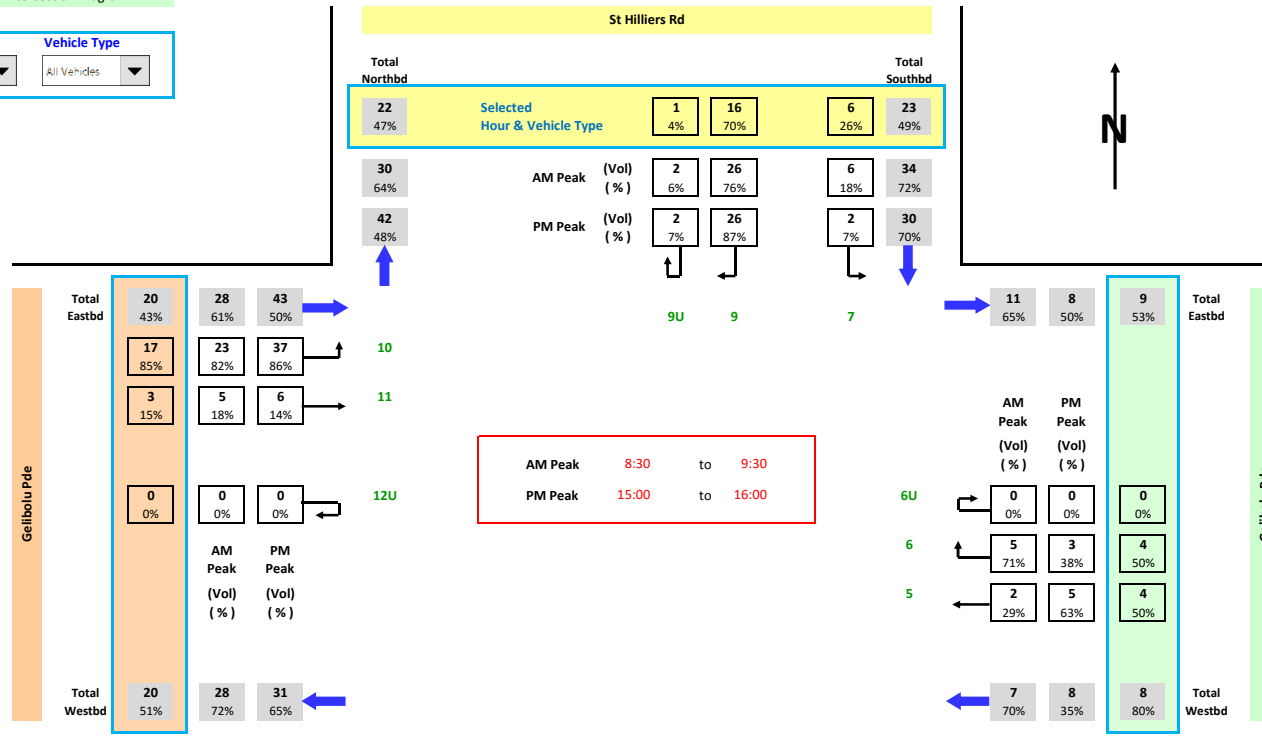 St Hilliers Rd
Vehicle Type
All Vehicles
Total Northbd
Total Southbd
22 47%
Selected Hour & Vehicle Type
1 4%
16 70%
6 26%
23 49%
30 64%
AM Peak (Vol) (%)
2 6%
26 76%
6 18%
34 72%
42 48%
PM Peak (Vol) (%)
2 7%
26 87%
2 7%
30 70%
N
9U 9 7
Gelibolu Pde
Total Eastbd
20 43%
28 61%
43 50%
17 85%
23 82%
37 86%
10
3 15%
5 18%
6 14%
11
0 0%
0 0%
0 0%
12U
AM Peak (Vol) (%)
PM Peak (Vol) (%)
Total Westbd
20 51%
28 72%
31 65%
AM Peak 8:30 to 9:30
PM Peak 15:00 to 16:00
11 65%
8 50%
9 53%
Total Eastbd
AM Peak (Vol) (%)
PM Peak (Vol) (%)
6U
0 0%
0 0%
0 0%
6
5 71%
3 38%
4 50%
5
2 29%
5 63%
4 50%
7 70%
8 35%
8 80%
Total Westbd